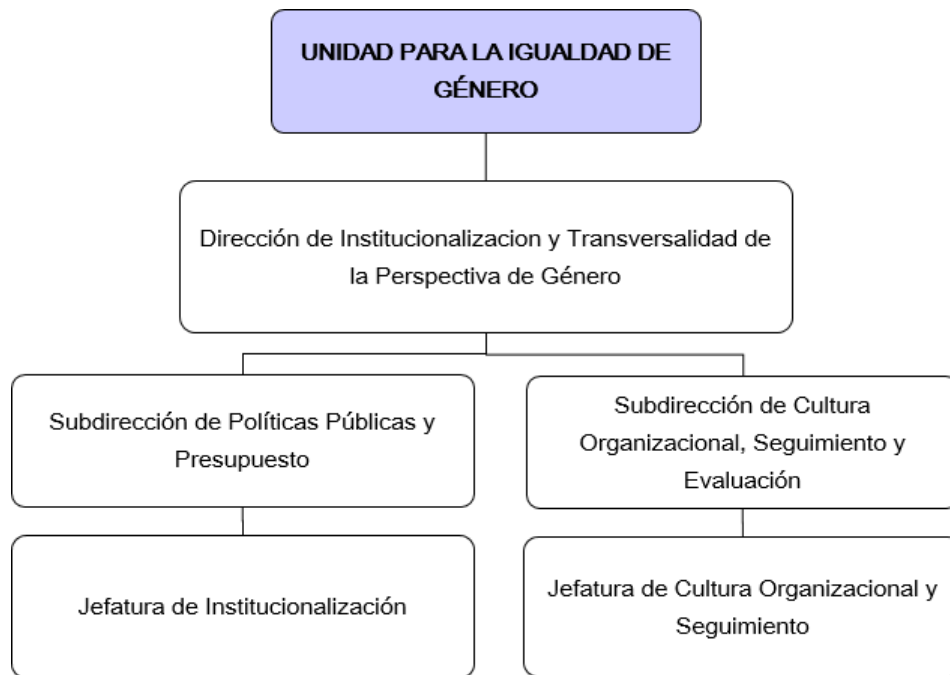 UNIDAD PARA LA IGUALDAD DE
GÉNERO
Dirección de Institucionalizacion y Transversalidad de
la Perspectiva de Género
Subdirección de Políticas Públicas y
Presupuesto
Subdirección de Cultura
Organizacional, Seguimiento y
Evaluación
Jefatura de Institucionalización
Jefatura de Cultura Organizacional y
Seguimiento